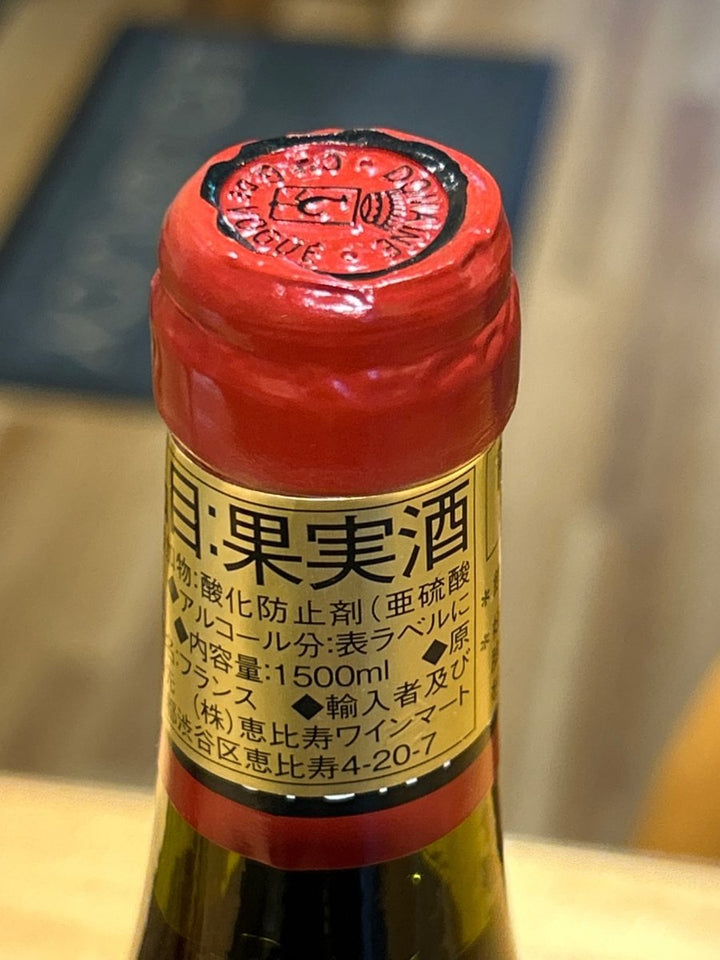 DOMAINE
目:果実酒
物:酸化防止剤(亜硫酸
◆アルコール分:表ラベルに
◆内容量:1500ml ◆原
:フランス ◆輸入者及び
(株)恵比寿ワインマート
渋谷区恵比寿4-20-7